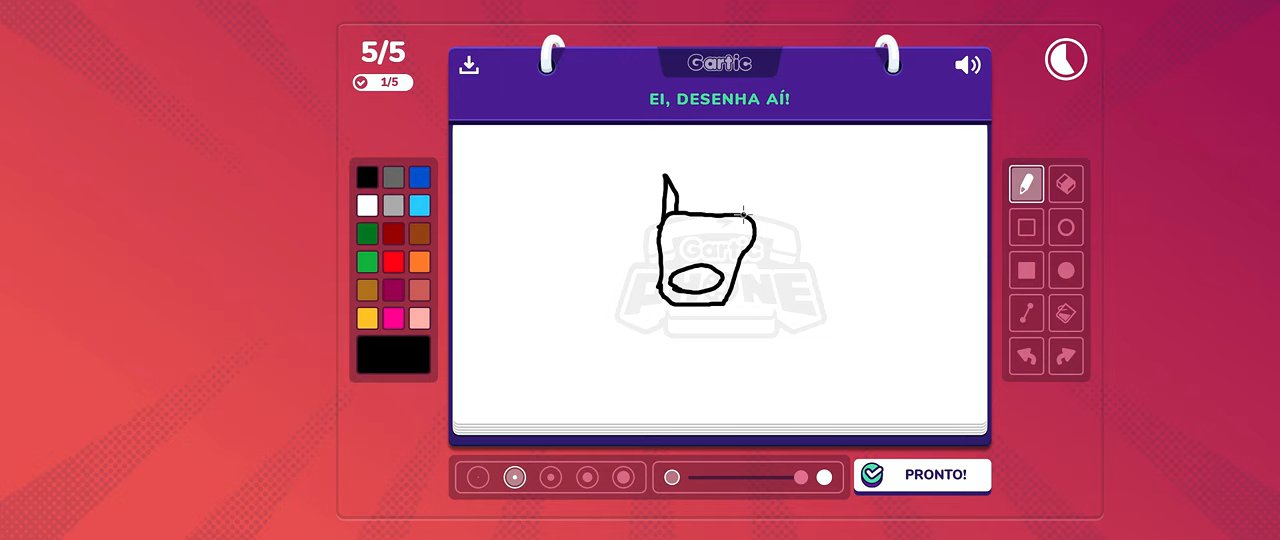 5/5
1/5
Gartic
EI, DESENHA AÍ!
Gartic
PHONE
PRONTO!